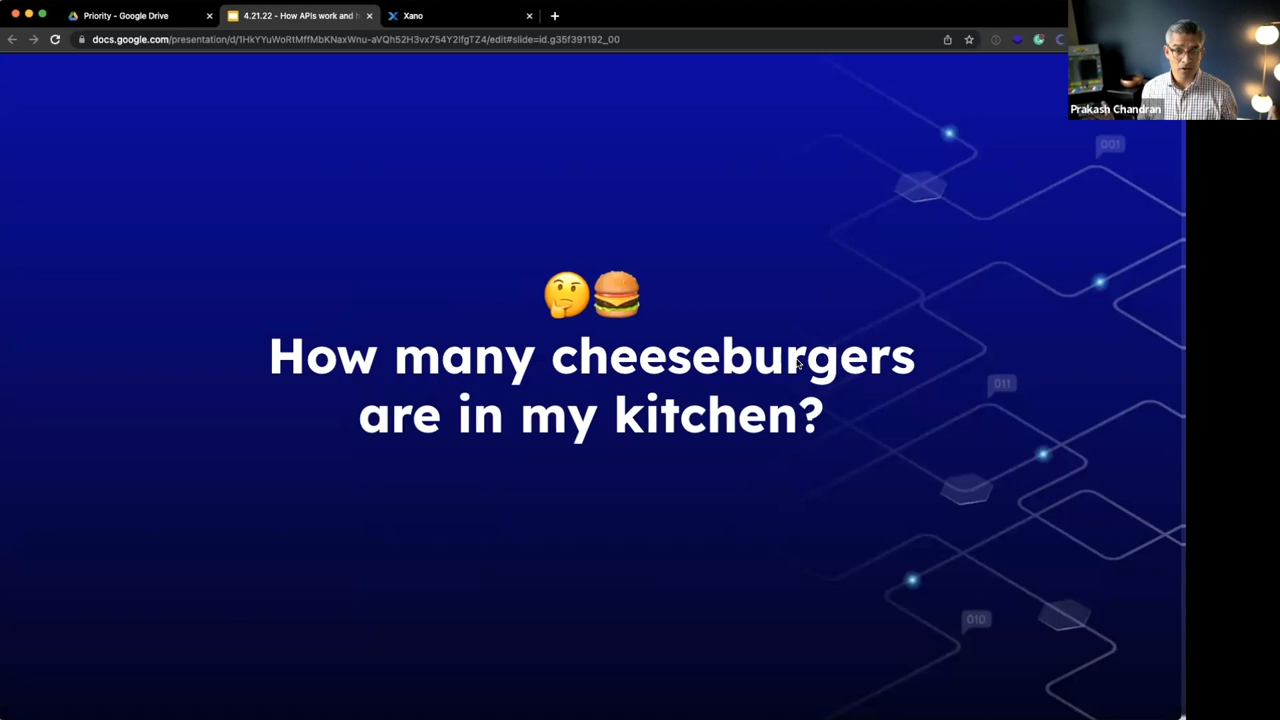 Priority - Google Drive
4.21.22 - How APIs work and h
Xano
docs.google.com/presentation/d/1HkYYuWoRtMffMbKNaxWnu-aVQh52H3vx754Y2lfgTZ4/edit#slide=id.g35f391192_00
Prakash Chandran
001
How many cheeseburgers
are in my kitchen?
011
010